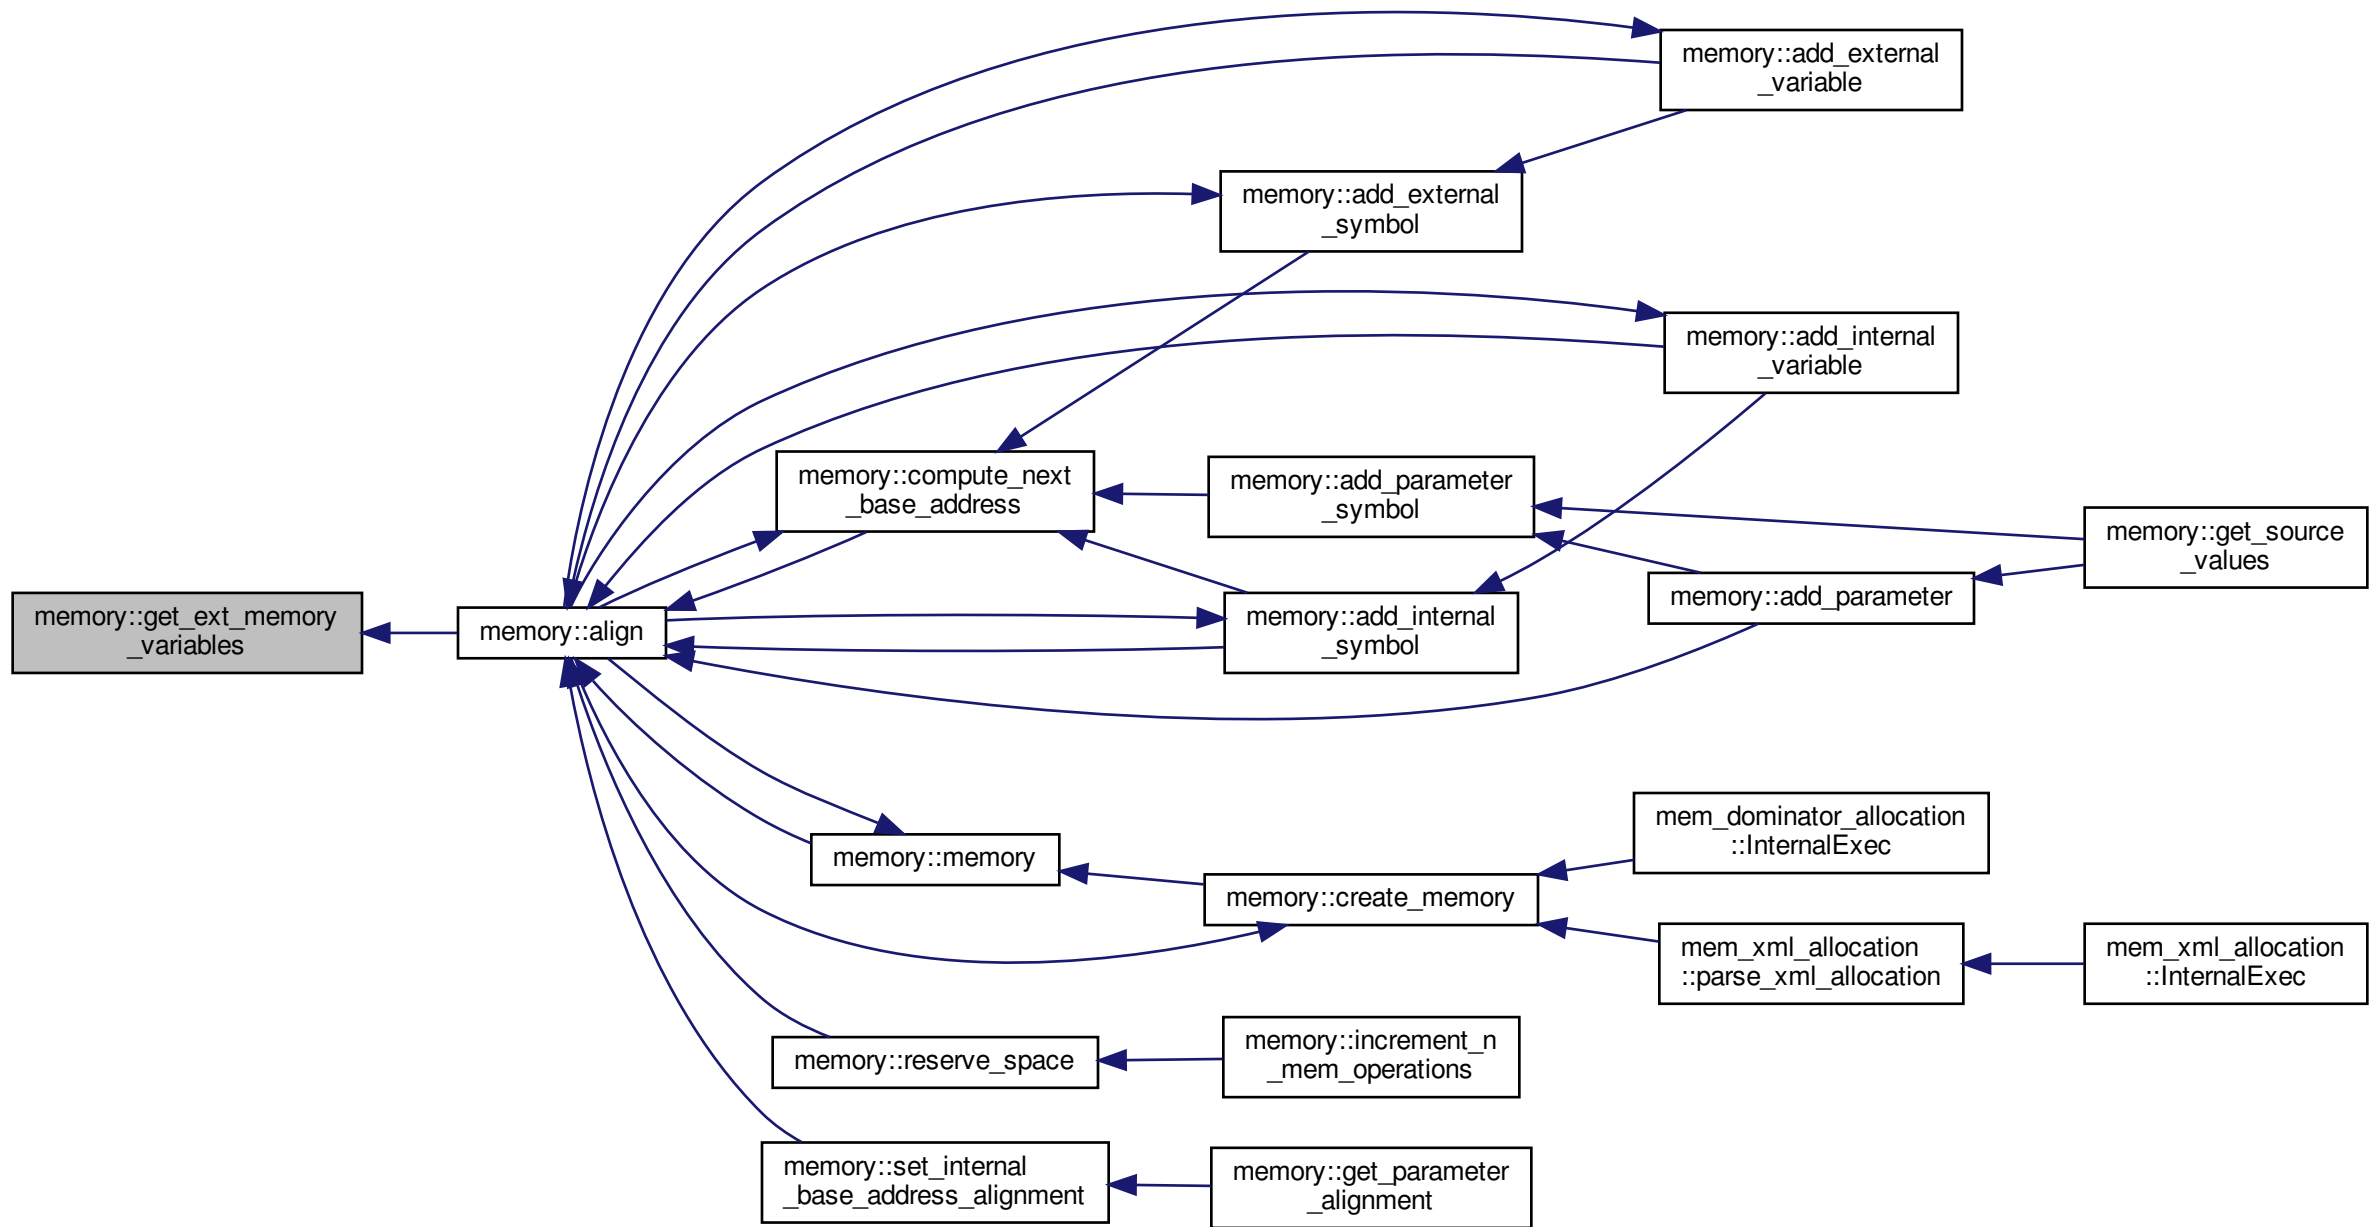 memory::add_external
_variable
memory::add_external
_symbol
memory::add_internal
_variable
memory::compute_next
_base_address
memory::add_parameter
_symbol
memory::get_source
_values
memory::add_parameter
memory::get_ext_memory
_variables
memory::align
memory::add_internal
_symbol
mem_dominator_allocation
::InternalExec
memory::memory
memory::create_memory
mem_xml_allocation
::parse_xml_allocation
mem_xml_allocation
::InternalExec
memory::reserve_space
memory::increment_n
_mem_operations
memory::set_internal
_base_address_alignment
memory::get_parameter
_alignment